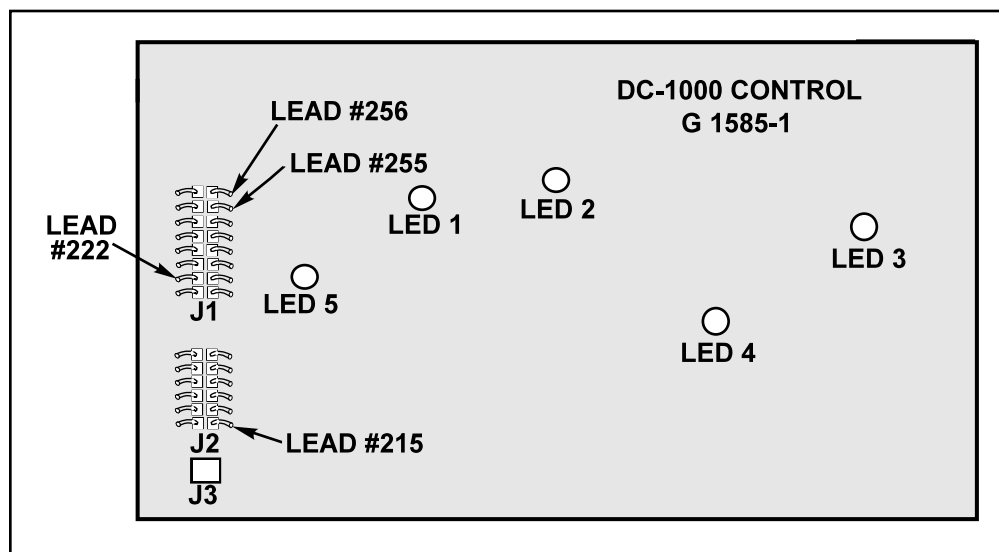 DC-1000 CONTROL
G 1585-1
LEAD #256
LEAD #255
LEAD
#222
LED 1
LED 2
LED 3
LED 5
J1
LED 4
J2
LEAD #215
J3